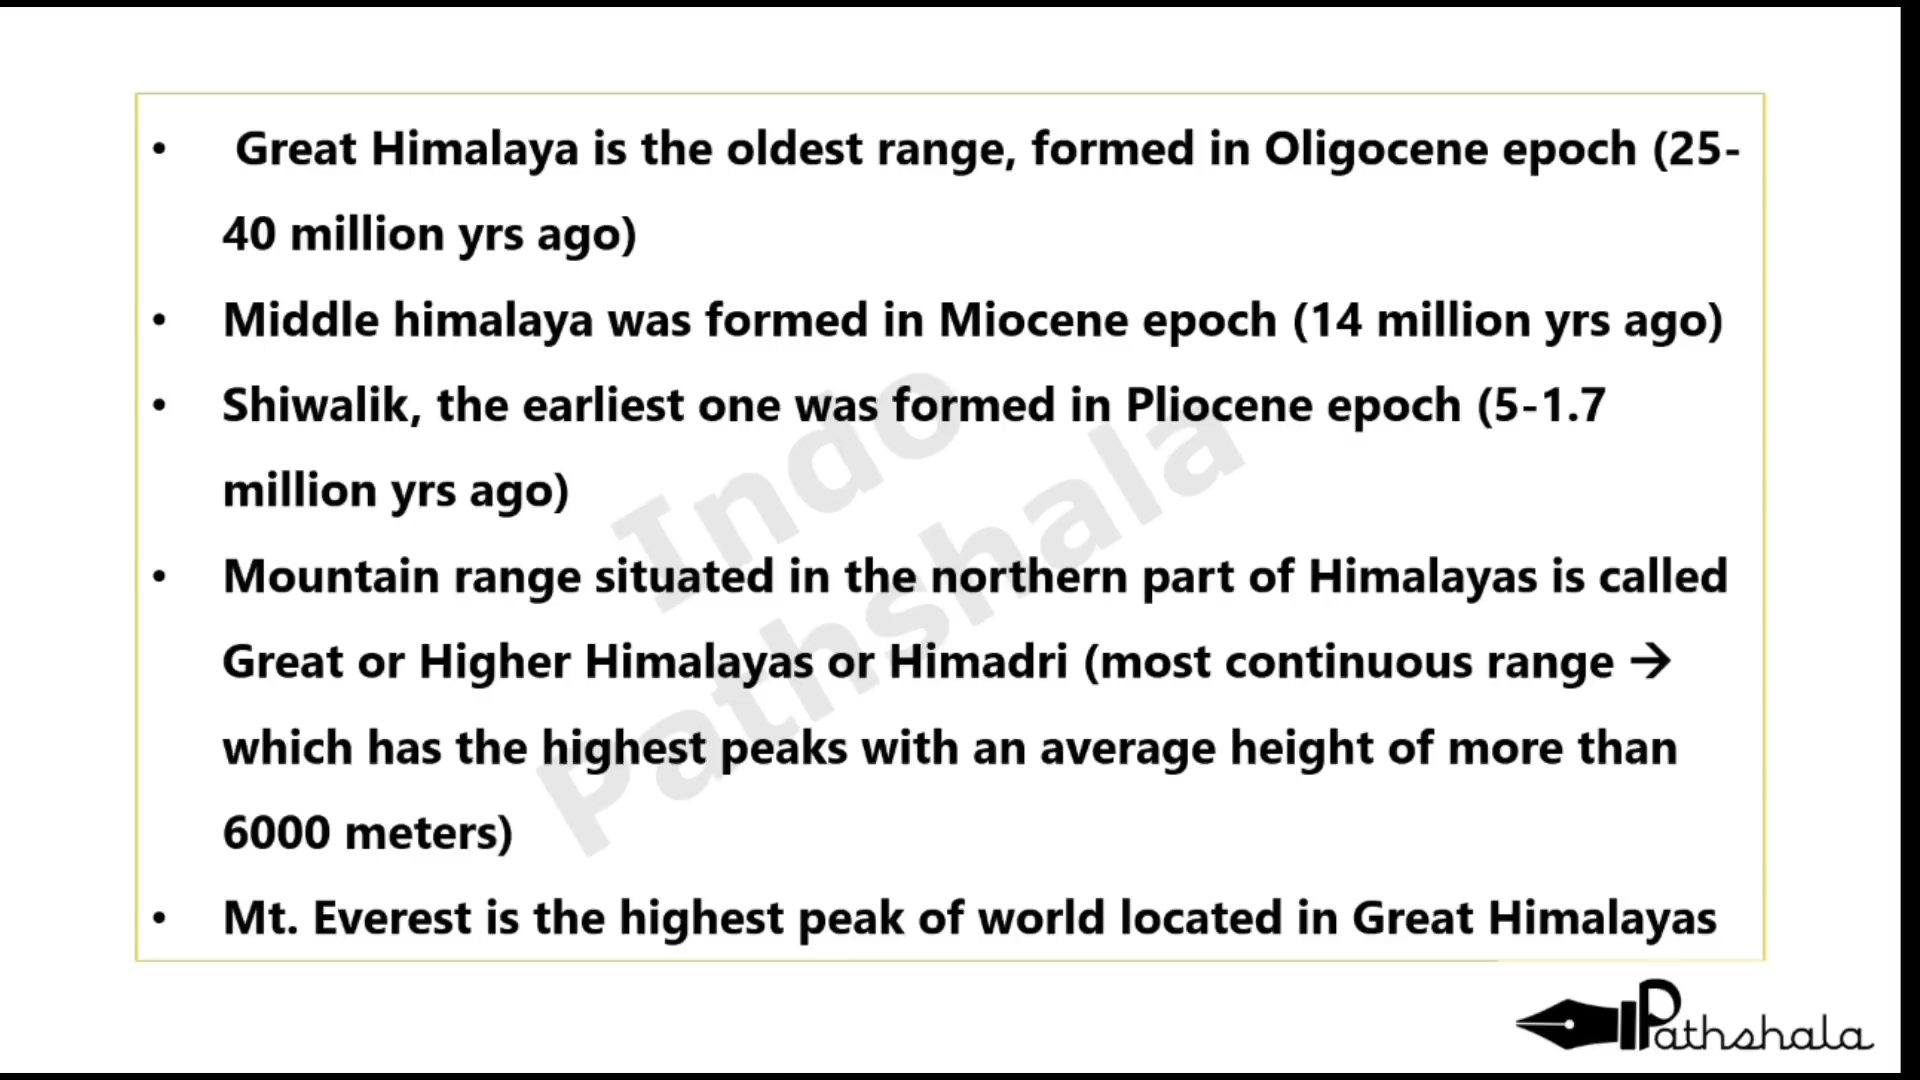 • Great Himalaya is the oldest range, formed in Oligocene epoch (25-
40 million yrs ago)
• Middle himalaya was formed in Miocene epoch (14 million yrs ago)
• Shiwalik, the earliest one was formed in Pliocene epoch (5-1.7
million yrs ago)
• Mountain range situated in the northern part of Himalayas is called
Great or Higher Himalayas or Himadri (most continuous range →
which has the highest peaks with an average height of more than
6000 meters)
• Mt. Everest is the highest peak of world located in Great Himalayas
Indo
Pathshala
Pathshala